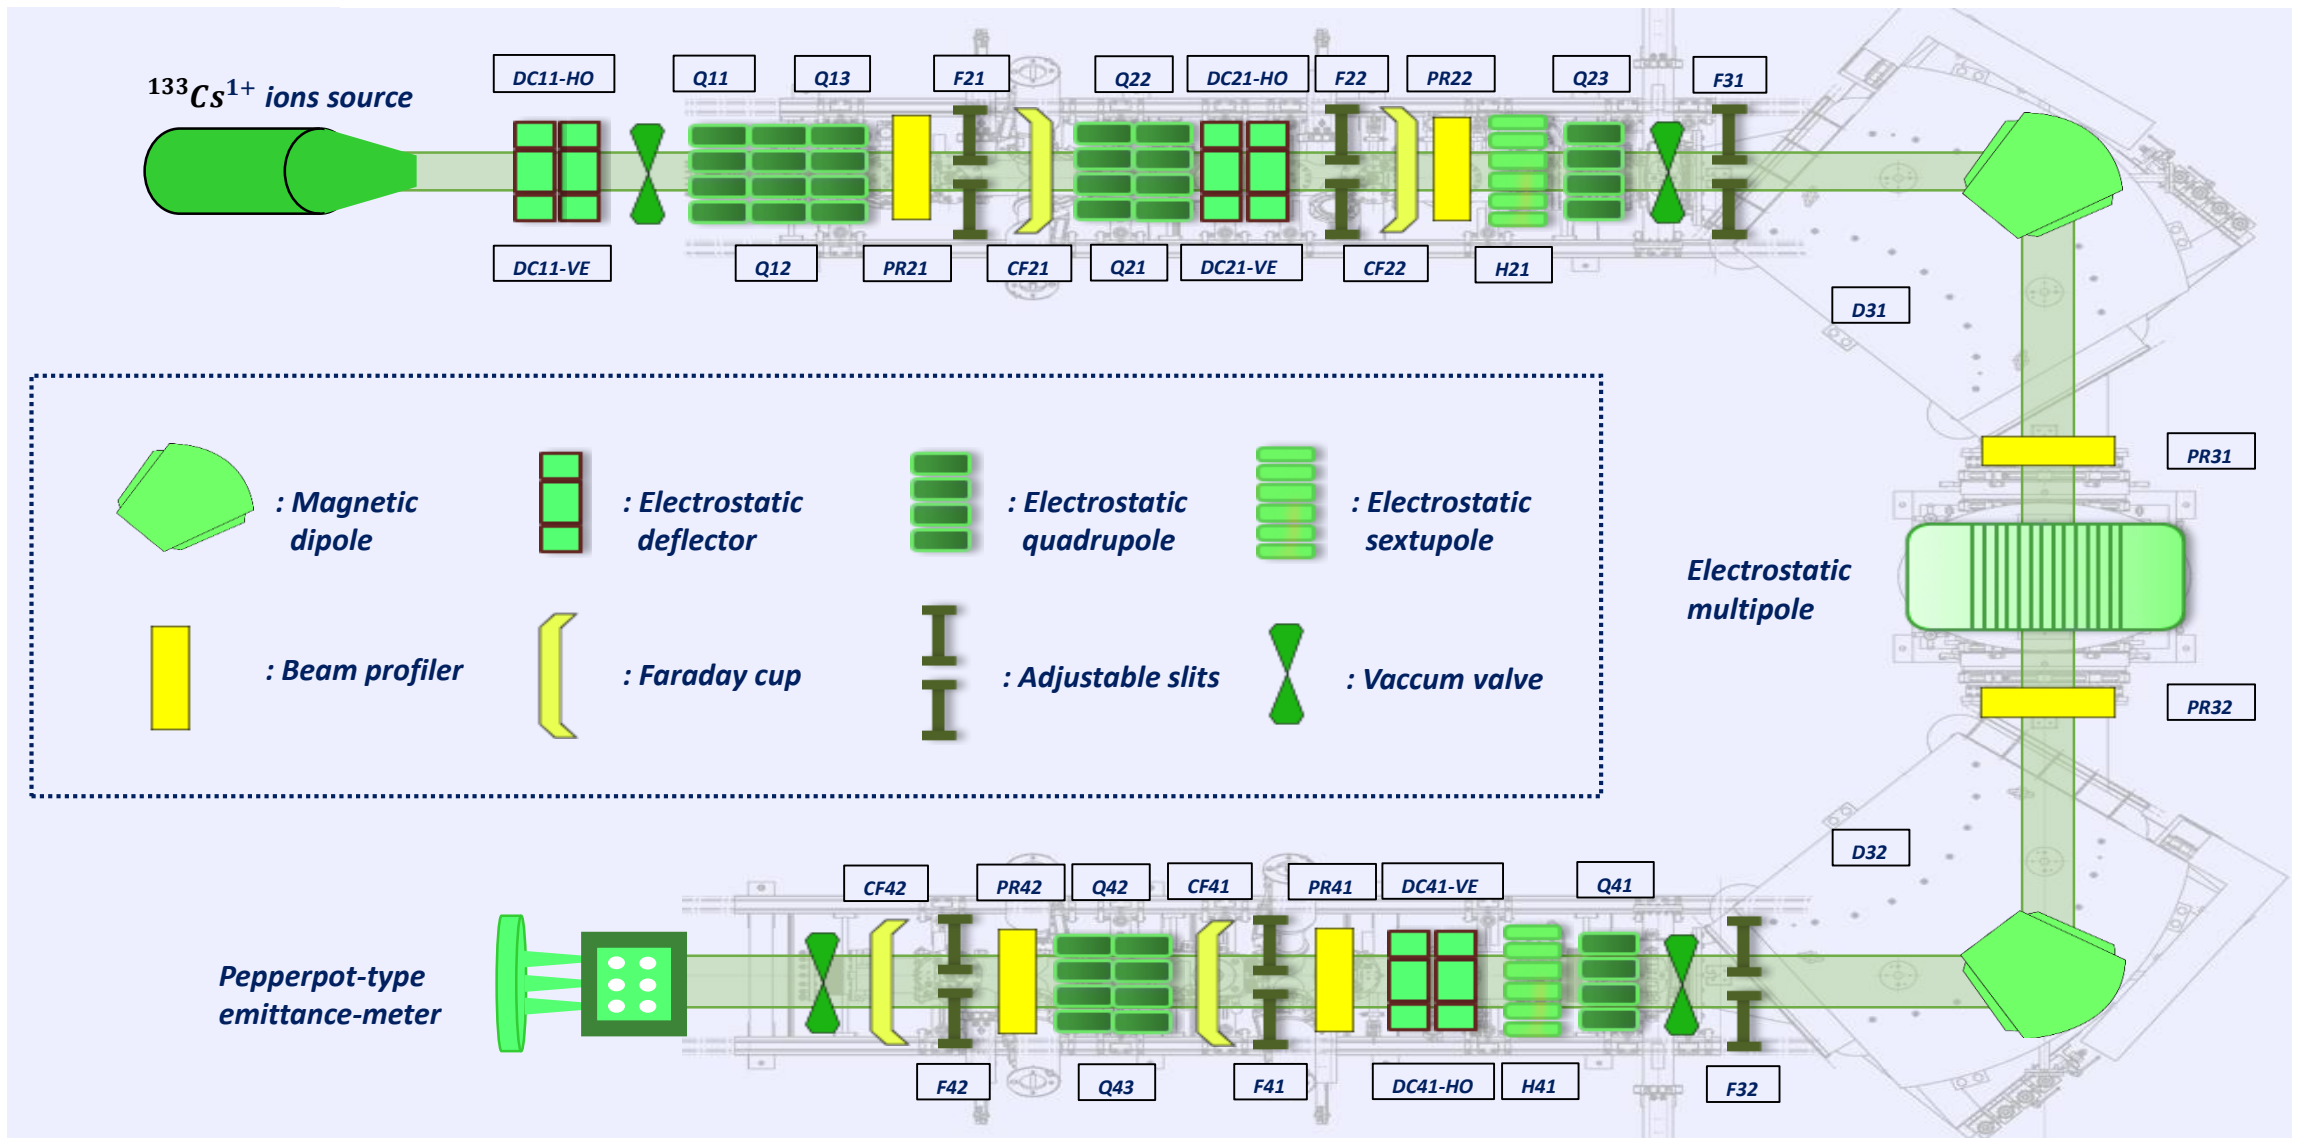 DC11-HO
Q11
Q13
F21
Q22
DC21-HO
F22
PR22
Q23
F31
¹³³Cs¹⁺ ions source
DC11-VE
Q12
PR21
CF21
Q21
DC21-VE
CF22
H21
D31
PR31
: Magnetic
dipole
: Electrostatic
deflector
: Electrostatic
quadrupole
: Electrostatic
sextupole
: Beam profiler
: Faraday cup
: Adjustable slits
: Vaccum valve
Electrostatic
multipole
PR32
D32
CF42
PR42
Q42
CF41
PR41
DC41-VE
Q41
Pepperpot-type
emittance-meter
F42
Q43
F41
DC41-HO
H41
F32